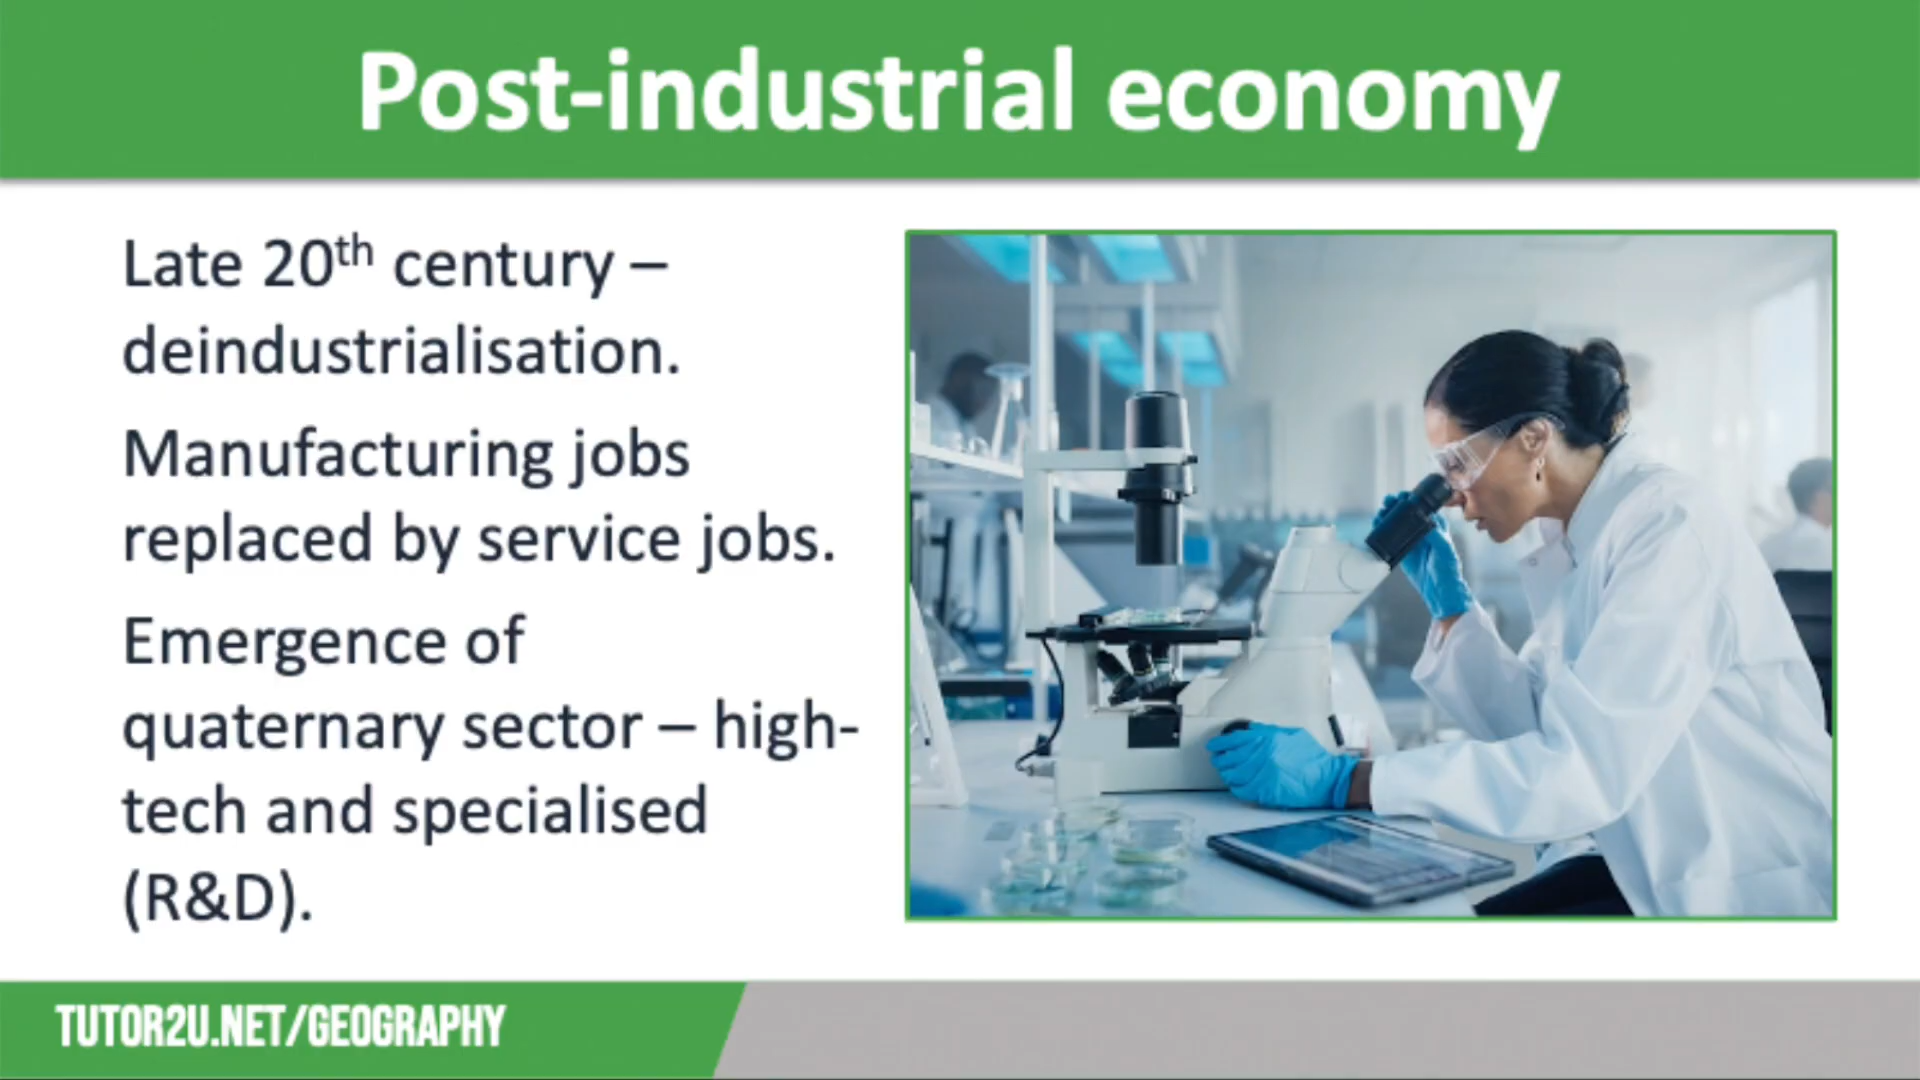 Post-industrial economy
Late 20th century –
deindustrialisation.
Manufacturing jobs
replaced by service jobs.
Emergence of
quaternary sector – high-
tech and specialised
(R&D).
TUTOR2U.NET/GEOGRAPHY